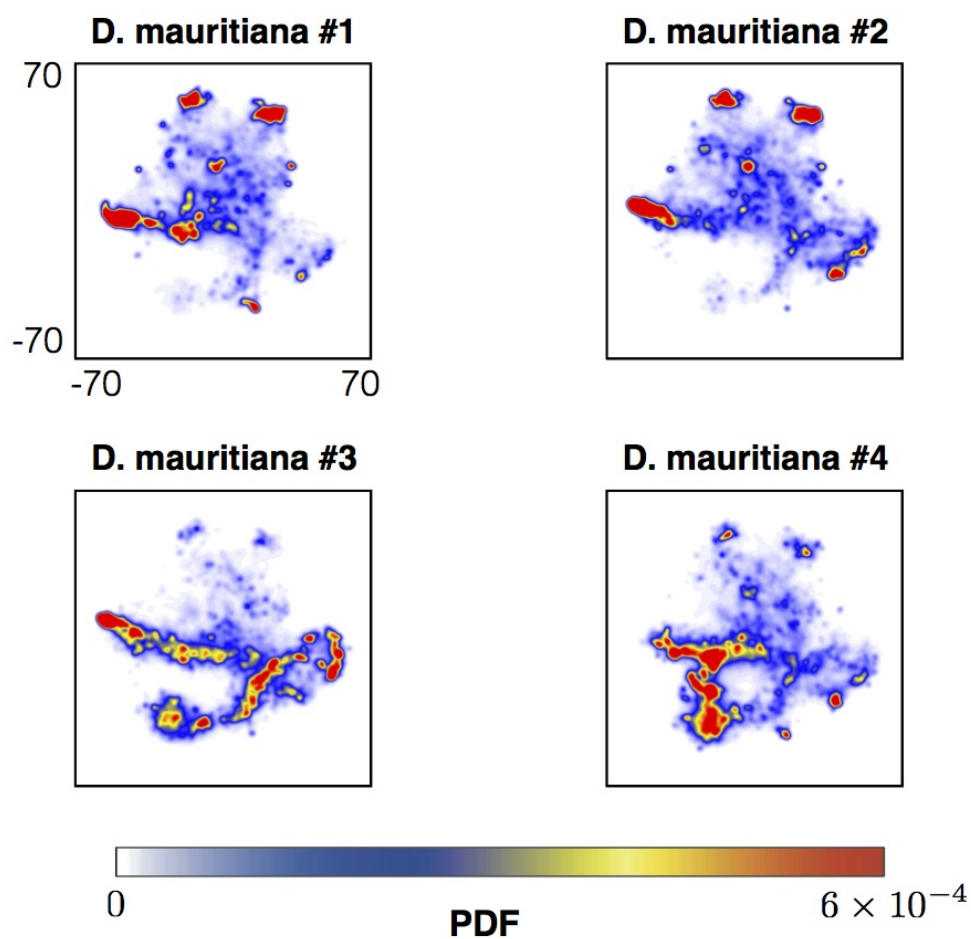 D. mauritiana #1
D. mauritiana #2
70
-70
-70
70
D. mauritiana #3
D. mauritiana #4
0
6 × 10⁻⁴
PDF